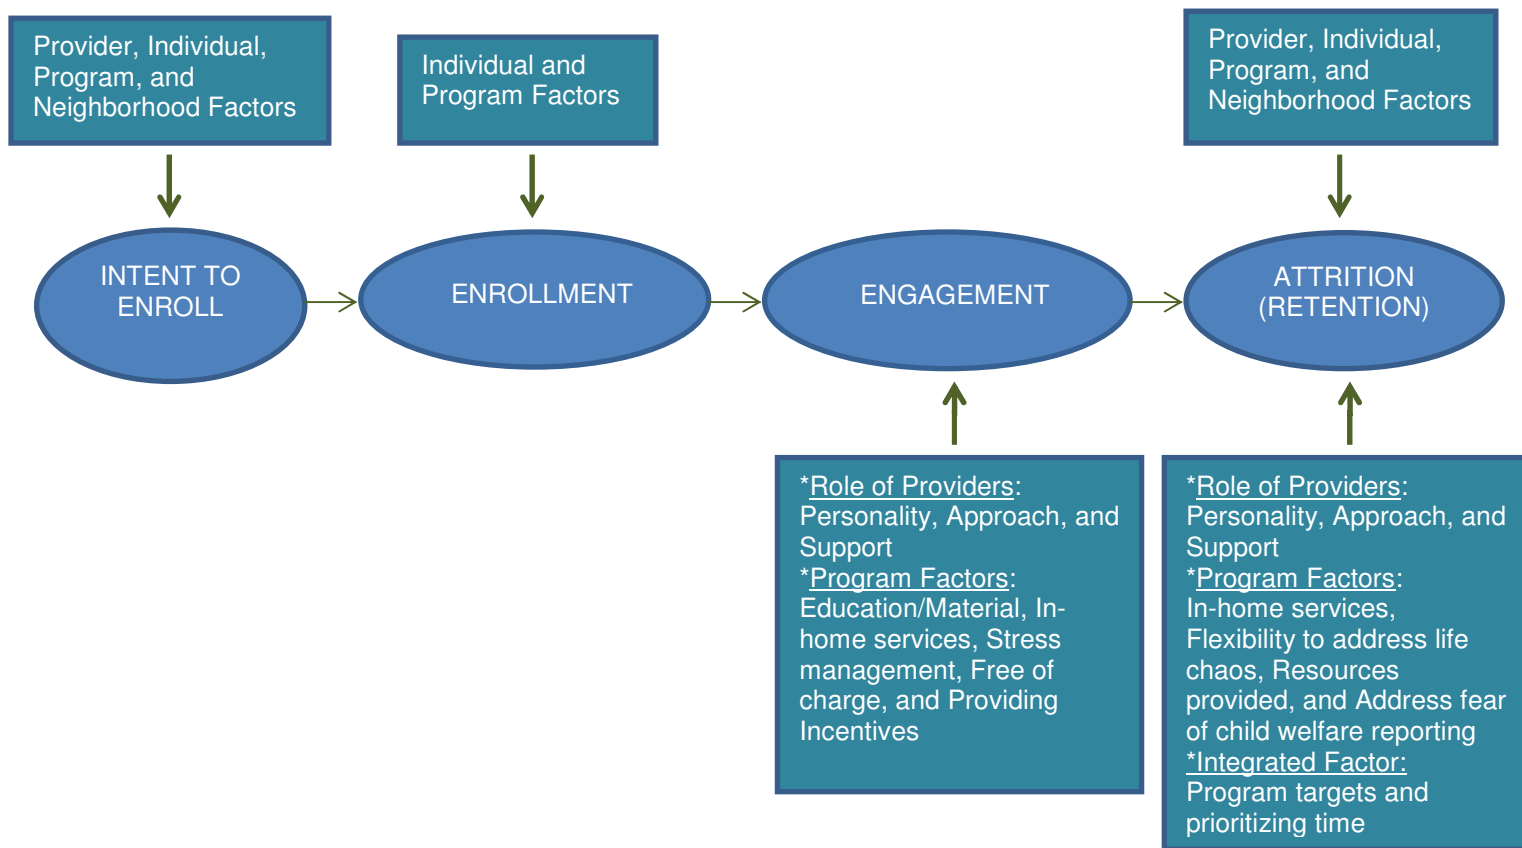 Provider, Individual,
Program, and
Neighborhood Factors
Individual and
Program Factors
Provider, Individual,
Program, and
Neighborhood Factors
INTENT TO
ENROLL
ENROLLMENT
ENGAGEMENT
ATTRITION
(RETENTION)
*Role of Providers:
Personality, Approach, and
Support
*Program Factors:
Education/Material, In-
home services, Stress
management, Free of
charge, and Providing
Incentives
*Role of Providers:
Personality, Approach, and
Support
*Program Factors:
In-home services,
Flexibility to address life
chaos, Resources
provided, and Address fear
of child welfare reporting
*Integrated Factor:
Program targets and
prioritizing time